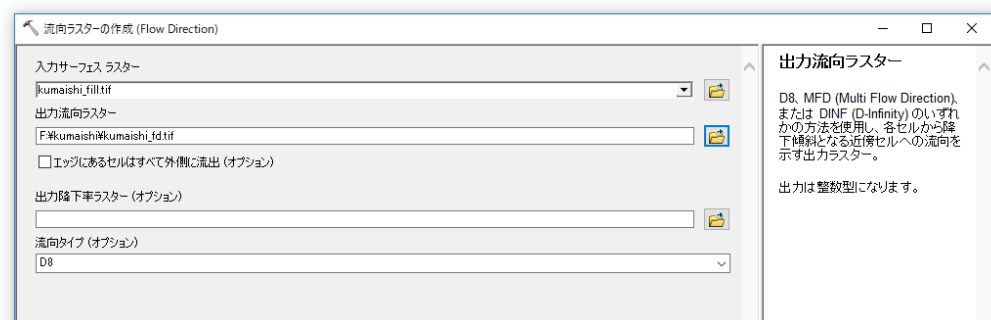 流向ラスターの作成 (Flow Direction)
入力サーフェス ラスター
kumaishi_fill.tif
出力流向ラスター
F:¥kumaishi¥kumaishi_fd.tif
エッジにあるセルはすべて外側に流出 (オプション)
出力降下率ラスター (オプション)
流向タイプ (オプション)
D8
出力流向ラスター
D8、MFD (Multi Flow Direction)、
または DINF (D-Infinity) のいずれ
かの方法を使用し、各セルから降
下傾斜となる近傍セルへの流向を
示す出力ラスター。
出力は整数型になります。